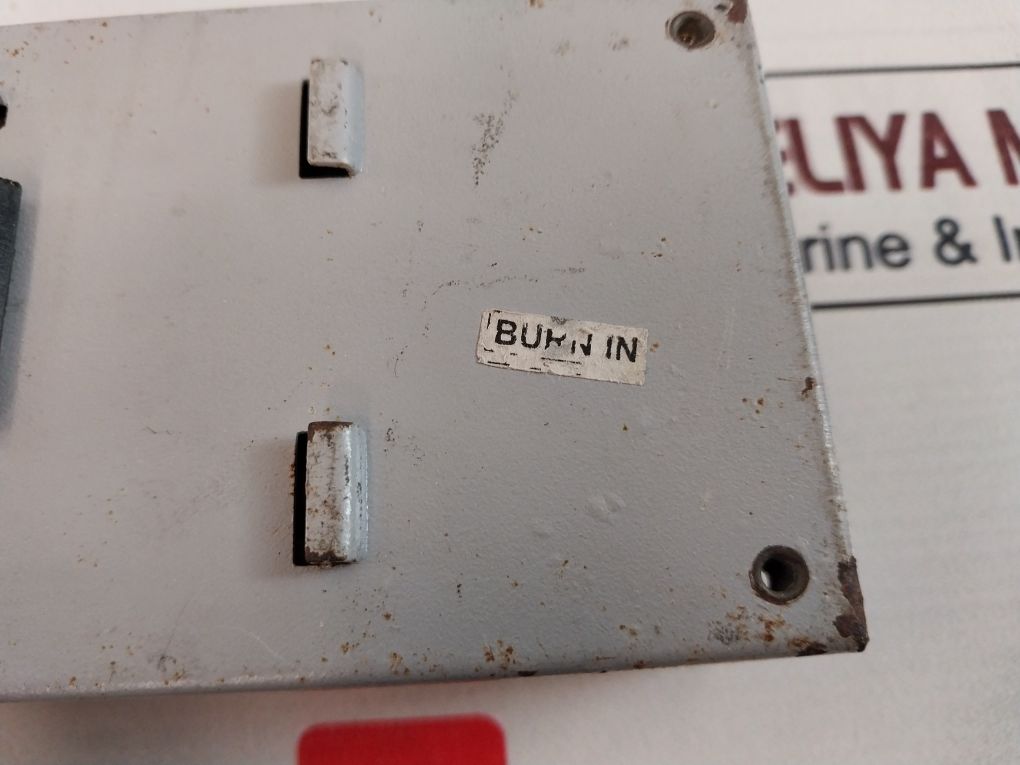 ELIYA M
rine & I
BURN IN